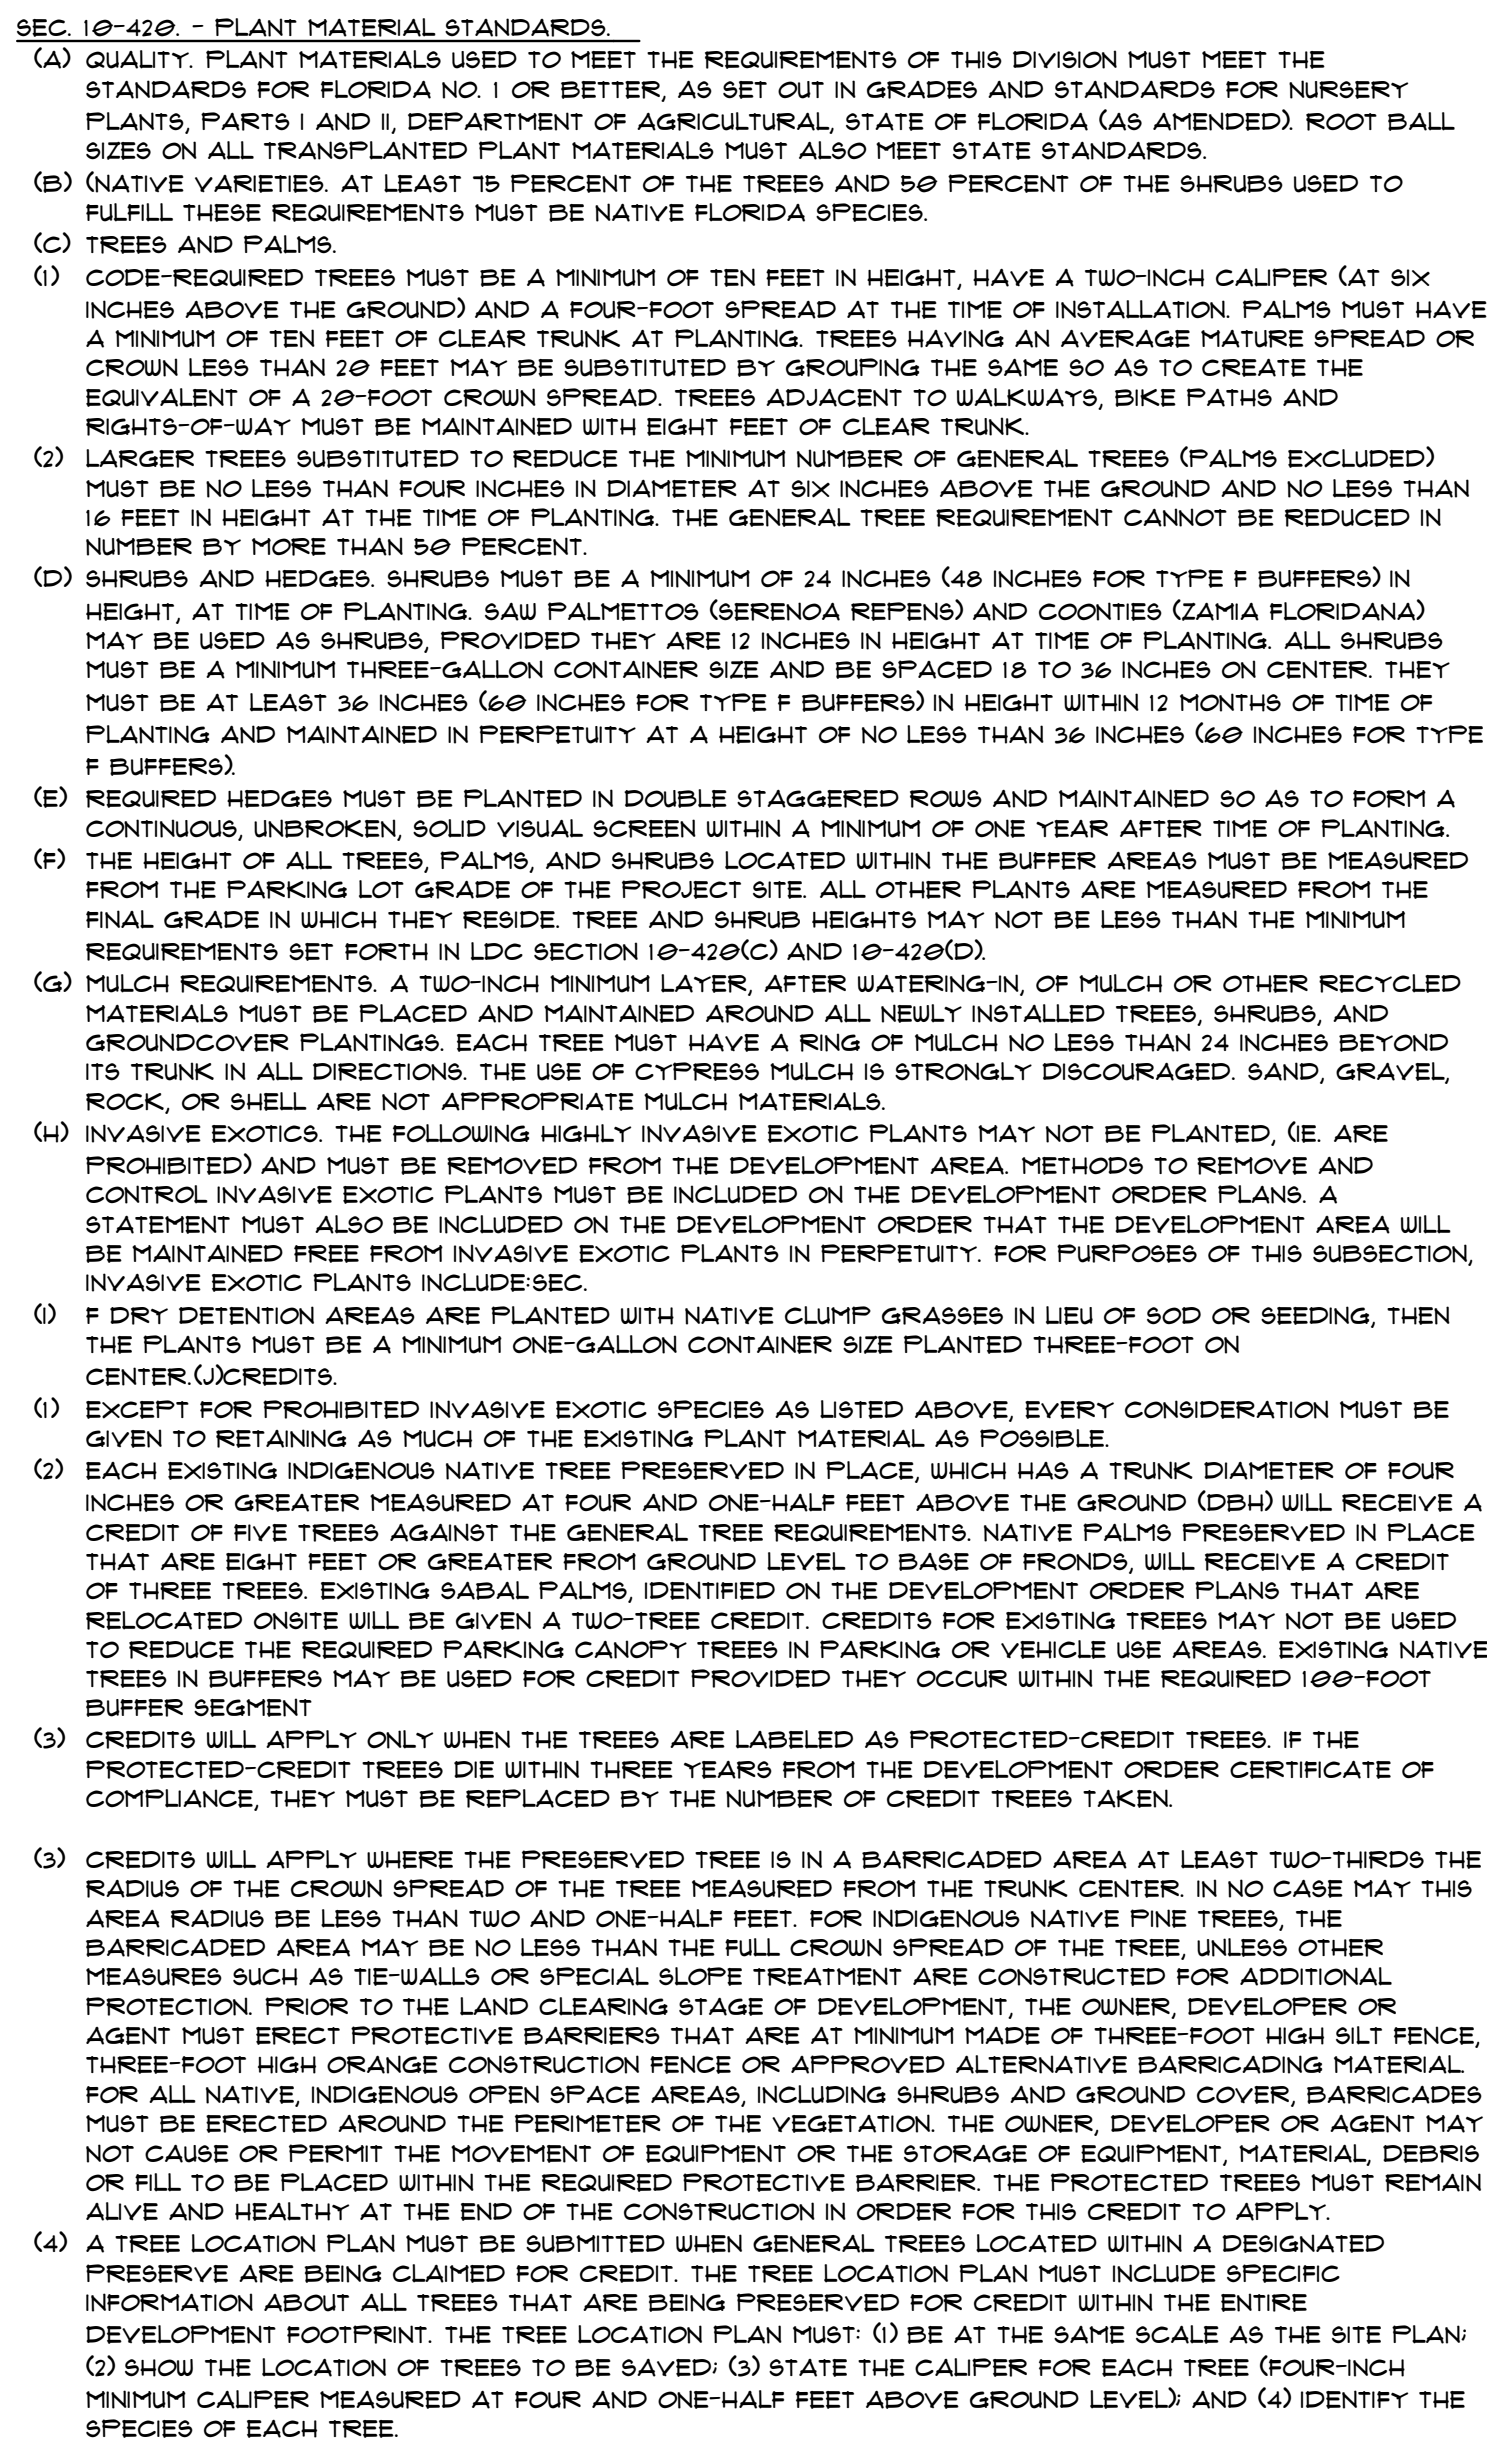 SEC. 10-420. - PLANT MATERIAL STANDARDS.
(A) QUALITY. PLANT MATERIALS USED TO MEET THE REQUIREMENTS OF THIS DIVISION MUST MEET THE
STANDARDS FOR FLORIDA NO. 1 OR BETTER, AS SET OUT IN GRADES AND STANDARDS FOR NURSERY
PLANTS, PARTS I AND II, DEPARTMENT OF AGRICULTURAL, STATE OF FLORIDA (AS AMENDED). ROOT BALL
SIZES ON ALL TRANSPLANTED PLANT MATERIALS MUST ALSO MEET STATE STANDARDS.
(B) (NATIVE VARIETIES. AT LEAST 75 PERCENT OF THE TREES AND 50 PERCENT OF THE SHRUBS USED TO
FULFILL THESE REQUIREMENTS MUST BE NATIVE FLORIDA SPECIES.
(C) TREES AND PALMS.
(1) CODE-REQUIRED TREES MUST BE A MINIMUM OF TEN FEET IN HEIGHT, HAVE A TWO-INCH CALIPER (AT SIX
INCHES ABOVE THE GROUND) AND A FOUR-FOOT SPREAD AT THE TIME OF INSTALLATION. PALMS MUST HAVE
A MINIMUM OF TEN FEET OF CLEAR TRUNK AT PLANTING. TREES HAVING AN AVERAGE MATURE SPREAD OR
CROWN LESS THAN 20 FEET MAY BE SUBSTITUTED BY GROUPING THE SAME SO AS TO CREATE THE
EQUIVALENT OF A 20-FOOT CROWN SPREAD. TREES ADJACENT TO WALKWAYS, BIKE PATHS AND
RIGHTS-OF-WAY MUST BE MAINTAINED WITH EIGHT FEET OF CLEAR TRUNK.
(2) LARGER TREES SUBSTITUTED TO REDUCE THE MINIMUM NUMBER OF GENERAL TREES (PALMS EXCLUDED)
MUST BE NO LESS THAN FOUR INCHES IN DIAMETER AT SIX INCHES ABOVE THE GROUND AND NO LESS THAN
16 FEET IN HEIGHT AT THE TIME OF PLANTING. THE GENERAL TREE REQUIREMENT CANNOT BE REDUCED IN
NUMBER BY MORE THAN 50 PERCENT.
(D) SHRUBS AND HEDGES. SHRUBS MUST BE A MINIMUM OF 24 INCHES (48 INCHES FOR TYPE F BUFFERS) IN
HEIGHT, AT TIME OF PLANTING. SAW PALMETTOS (SERENOA REPENS) AND COONTIES (ZAMIA FLORIDANA)
MAY BE USED AS SHRUBS, PROVIDED THEY ARE 12 INCHES IN HEIGHT AT TIME OF PLANTING. ALL SHRUBS
MUST BE A MINIMUM THREE-GALLON CONTAINER SIZE AND BE SPACED 18 TO 36 INCHES ON CENTER. THEY
MUST BE AT LEAST 36 INCHES (60 INCHES FOR TYPE F BUFFERS) IN HEIGHT WITHIN 12 MONTHS OF TIME OF
PLANTING AND MAINTAINED IN PERPETUITY AT A HEIGHT OF NO LESS THAN 36 INCHES (60 INCHES FOR TYPE
F BUFFERS).
(E) REQUIRED HEDGES MUST BE PLANTED IN DOUBLE STAGGERED ROWS AND MAINTAINED SO AS TO FORM A
CONTINUOUS, UNBROKEN, SOLID VISUAL SCREEN WITHIN A MINIMUM OF ONE YEAR AFTER TIME OF PLANTING.
(F) THE HEIGHT OF ALL TREES, PALMS, AND SHRUBS LOCATED WITHIN THE BUFFER AREAS MUST BE MEASURED
FROM THE PARKING LOT GRADE OF THE PROJECT SITE. ALL OTHER PLANTS ARE MEASURED FROM THE
FINAL GRADE IN WHICH THEY RESIDE. TREE AND SHRUB HEIGHTS MAY NOT BE LESS THAN THE MINIMUM
REQUIREMENTS SET FORTH IN LDC SECTION 10-420(C) AND 10-420(D).
(G) MULCH REQUIREMENTS. A TWO-INCH MINIMUM LAYER, AFTER WATERING-IN, OF MULCH OR OTHER RECYCLED
MATERIALS MUST BE PLACED AND MAINTAINED AROUND ALL NEWLY INSTALLED TREES, SHRUBS, AND
GROUNDCOVER PLANTINGS. EACH TREE MUST HAVE A RING OF MULCH NO LESS THAN 24 INCHES BEYOND
ITS TRUNK IN ALL DIRECTIONS. THE USE OF CYPRESS MULCH IS STRONGLY DISCOURAGED. SAND, GRAVEL,
ROCK, OR SHELL ARE NOT APPROPRIATE MULCH MATERIALS.
(H) INVASIVE EXOTICS. THE FOLLOWING HIGHLY INVASIVE EXOTIC PLANTS MAY NOT BE PLANTED, (IE. ARE
PROHIBITED) AND MUST BE REMOVED FROM THE DEVELOPMENT AREA. METHODS TO REMOVE AND
CONTROL INVASIVE EXOTIC PLANTS MUST BE INCLUDED ON THE DEVELOPMENT ORDER PLANS. A
STATEMENT MUST ALSO BE INCLUDED ON THE DEVELOPMENT ORDER THAT THE DEVELOPMENT AREA WILL
BE MAINTAINED FREE FROM INVASIVE EXOTIC PLANTS IN PERPETUITY. FOR PURPOSES OF THIS SUBSECTION,
INVASIVE EXOTIC PLANTS INCLUDE:SEC.
(I) F DRY DETENTION AREAS ARE PLANTED WITH NATIVE CLUMP GRASSES IN LIEU OF SOD OR SEEDING, THEN
THE PLANTS MUST BE A MINIMUM ONE-GALLON CONTAINER SIZE PLANTED THREE-FOOT ON
CENTER.(J)CREDITS.
(1) EXCEPT FOR PROHIBITED INVASIVE EXOTIC SPECIES AS LISTED ABOVE, EVERY CONSIDERATION MUST BE
GIVEN TO RETAINING AS MUCH OF THE EXISTING PLANT MATERIAL AS POSSIBLE.
(2) EACH EXISTING INDIGENOUS NATIVE TREE PRESERVED IN PLACE, WHICH HAS A TRUNK DIAMETER OF FOUR
INCHES OR GREATER MEASURED AT FOUR AND ONE-HALF FEET ABOVE THE GROUND (DBH) WILL RECEIVE A
CREDIT OF FIVE TREES AGAINST THE GENERAL TREE REQUIREMENTS. NATIVE PALMS PRESERVED IN PLACE
THAT ARE EIGHT FEET OR GREATER FROM GROUND LEVEL TO BASE OF FRONDS, WILL RECEIVE A CREDIT
OF THREE TREES. EXISTING SABAL PALMS, IDENTIFIED ON THE DEVELOPMENT ORDER PLANS THAT ARE
RELOCATED ONSITE WILL BE GIVEN A TWO-TREE CREDIT. CREDITS FOR EXISTING TREES MAY NOT BE USED
TO REDUCE THE REQUIRED PARKING CANOPY TREES IN PARKING OR VEHICLE USE AREAS. EXISTING NATIVE
TREES IN BUFFERS MAY BE USED FOR CREDIT PROVIDED THEY OCCUR WITHIN THE REQUIRED 100-FOOT
BUFFER SEGMENT
(3) CREDITS WILL APPLY ONLY WHEN THE TREES ARE LABELED AS PROTECTED-CREDIT TREES. IF THE
PROTECTED-CREDIT TREES DIE WITHIN THREE YEARS FROM THE DEVELOPMENT ORDER CERTIFICATE OF
COMPLIANCE, THEY MUST BE REPLACED BY THE NUMBER OF CREDIT TREES TAKEN.
(3) CREDITS WILL APPLY WHERE THE PRESERVED TREE IS IN A BARRICADED AREA AT LEAST TWO-THIRDS THE
RADIUS OF THE CROWN SPREAD OF THE TREE MEASURED FROM THE TRUNK CENTER. IN NO CASE MAY THIS
AREA RADIUS BE LESS THAN TWO AND ONE-HALF FEET. FOR INDIGENOUS NATIVE PINE TREES, THE
BARRICADED AREA MAY BE NO LESS THAN THE FULL CROWN SPREAD OF THE TREE, UNLESS OTHER
MEASURES SUCH AS TIE-WALLS OR SPECIAL SLOPE TREATMENT ARE CONSTRUCTED FOR ADDITIONAL
PROTECTION. PRIOR TO THE LAND CLEARING STAGE OF DEVELOPMENT, THE OWNER, DEVELOPER OR
AGENT MUST ERECT PROTECTIVE BARRIERS THAT ARE AT MINIMUM MADE OF THREE-FOOT HIGH SILT FENCE,
THREE-FOOT HIGH ORANGE CONSTRUCTION FENCE OR APPROVED ALTERNATIVE BARRICADING MATERIAL.
FOR ALL NATIVE, INDIGENOUS OPEN SPACE AREAS, INCLUDING SHRUBS AND GROUND COVER, BARRICADES
MUST BE ERECTED AROUND THE PERIMETER OF THE VEGETATION. THE OWNER, DEVELOPER OR AGENT MAY
NOT CAUSE OR PERMIT THE MOVEMENT OF EQUIPMENT OR THE STORAGE OF EQUIPMENT, MATERIAL, DEBRIS
OR FILL TO BE PLACED WITHIN THE REQUIRED PROTECTIVE BARRIER. THE PROTECTED TREES MUST REMAIN
ALIVE AND HEALTHY AT THE END OF THE CONSTRUCTION IN ORDER FOR THIS CREDIT TO APPLY.
(4) A TREE LOCATION PLAN MUST BE SUBMITTED WHEN GENERAL TREES LOCATED WITHIN A DESIGNATED
PRESERVE ARE BEING CLAIMED FOR CREDIT. THE TREE LOCATION PLAN MUST INCLUDE SPECIFIC
INFORMATION ABOUT ALL TREES THAT ARE BEING PRESERVED FOR CREDIT WITHIN THE ENTIRE
DEVELOPMENT FOOTPRINT. THE TREE LOCATION PLAN MUST: (1) BE AT THE SAME SCALE AS THE SITE PLAN;
(2) SHOW THE LOCATION OF TREES TO BE SAVED; (3) STATE THE CALIPER FOR EACH TREE (FOUR-INCH
MINIMUM CALIPER MEASURED AT FOUR AND ONE-HALF FEET ABOVE GROUND LEVEL); AND (4) IDENTIFY THE
SPECIES OF EACH TREE.